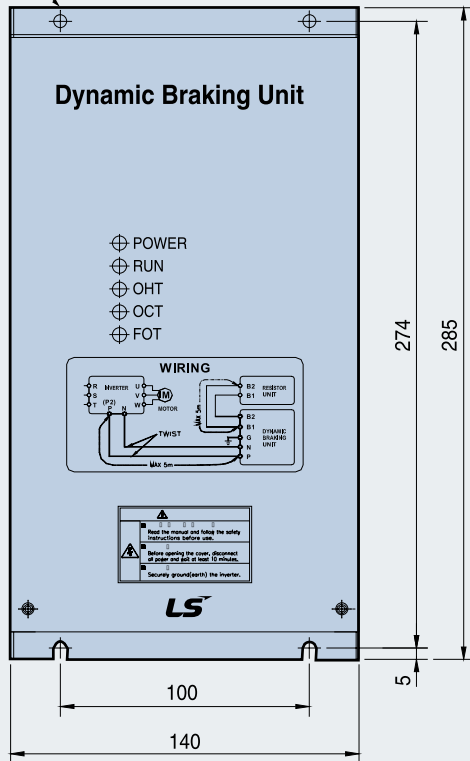 Dynamic Braking Unit
POWER
RUN
OHT
OCT
FOT
WIRING
R INVERTER U
S V
T W
(P2)
P N
M
MOTOR
B2 RESISTOR
B1 UNIT
MAX 5m
B2
B1 DYNAMIC
G BRAKING
N UNIT
P
TWIST
MAX 5m
Read the manual and follow the safety
instructions before use.
Before opening the cover, disconnect
all power and wait at least 10 minutes.
Securely ground(earth) the inverter.
LS
274
285
5
100
140